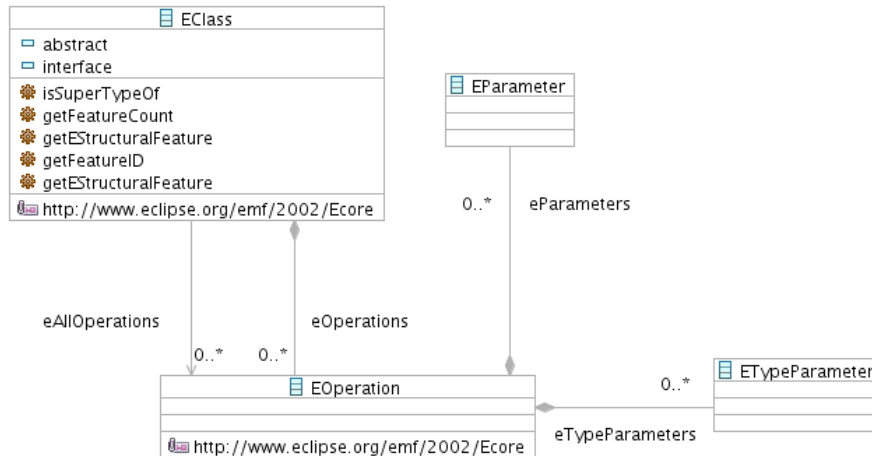 EClass
abstract
interface
isSuperTypeOf
getFeatureCount
getEStructuralFeature
getFeatureID
getEStructuralFeature
http://www.eclipse.org/emf/2002/Ecore
EParameter
0..* eParameters
eAllOperations eOperations
0..* 0..*
EOperation
http://www.eclipse.org/emf/2002/Ecore
0..*
ETypeParameter
eTypeParameters